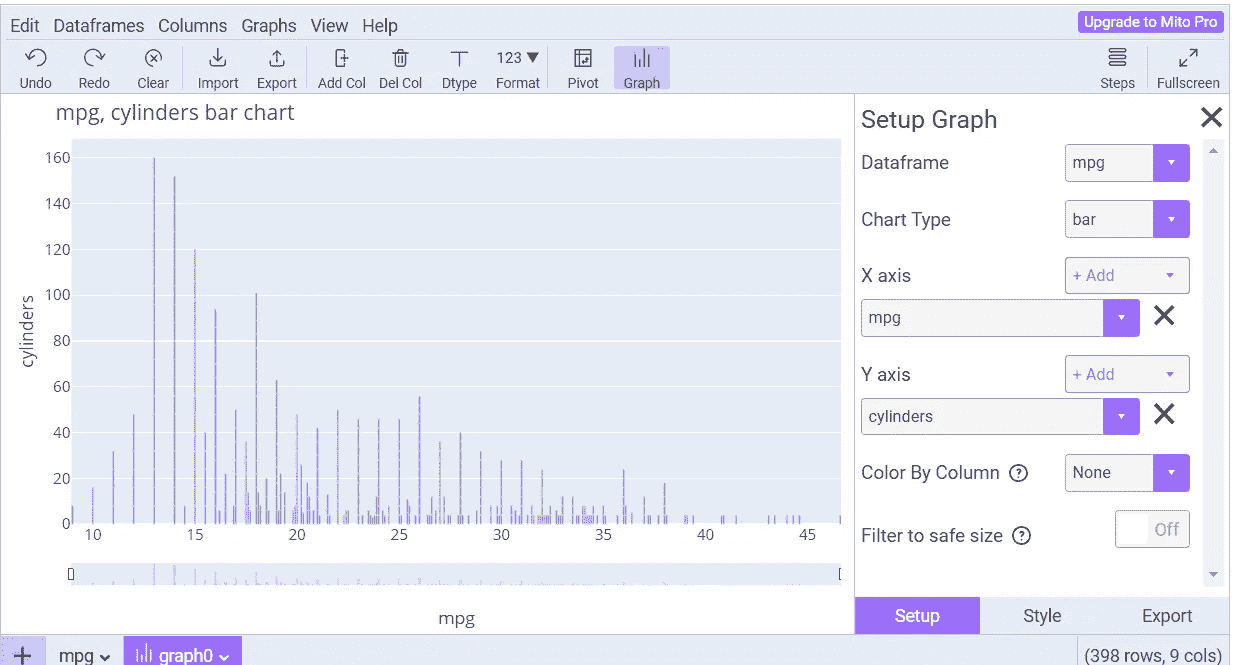 Edit Dataframes Columns Graphs View Help
Upgrade to Mito Pro
Undo Redo Clear Import Export Add Col Del Col Dtype 123 Format Pivot Graph Steps Fullscreen
mpg, cylinders bar chart
160
140
120
100
80
60
40
20
0
cylinders
10 15 20 25 30 35 40 45
mpg
Setup Graph
Dataframe mpg
Chart Type bar
X axis + Add
mpg
Y axis + Add
cylinders
Color By Column ? None
Filter to safe size ? Off
Setup Style Export
+ mpg graph0 (398 rows, 9 cols)